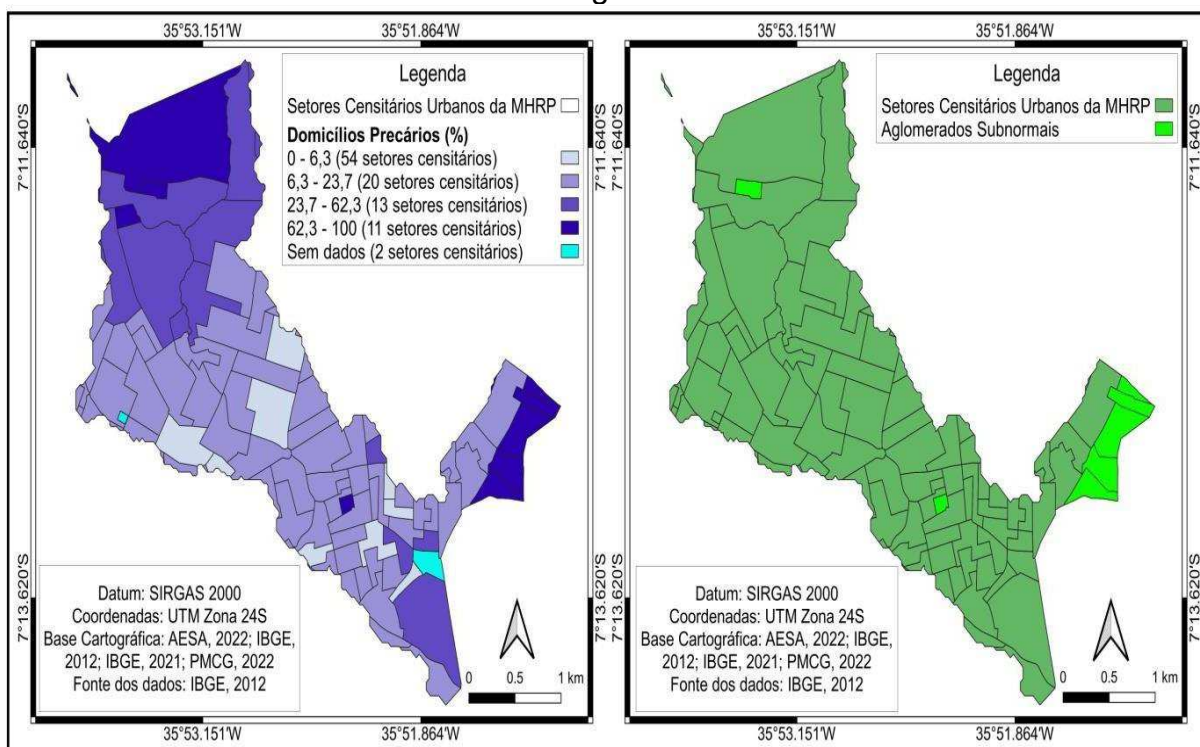 35°53.151'W
35°51.864'W
7°11.640'S
7°13.620'S
Legenda
Setores Censitários Urbanos da MHRP
Domicílios Precários (%)
0 - 6,3 (54 setores censitários)
6,3 - 23,7 (20 setores censitários)
23,7 - 62,3 (13 setores censitários)
62,3 - 100 (11 setores censitários)
Sem dados (2 setores censitários)
Datum: SIRGAS 2000
Coordenadas: UTM Zona 24S
Base Cartográfica: AESA, 2022; IBGE,
2012; IBGE, 2021; PMCG, 2022
Fonte dos dados: IBGE, 2012
0 0.5 1 km
35°53.151'W
35°51.864'W
35°53.151'W
35°51.864'W
7°11.640'S
7°13.620'S
Legenda
Setores Censitários Urbanos da MHRP
Aglomerados Subnormais
7°11.640'S
7°13.620'S
Datum: SIRGAS 2000
Coordenadas: UTM Zona 24S
Base Cartográfica: AESA, 2022; IBGE,
2012; IBGE, 2021; PMCG, 2022
Fonte dos dados: IBGE, 2012
0 0.5 1 km
35°53.151'W
35°51.864'W